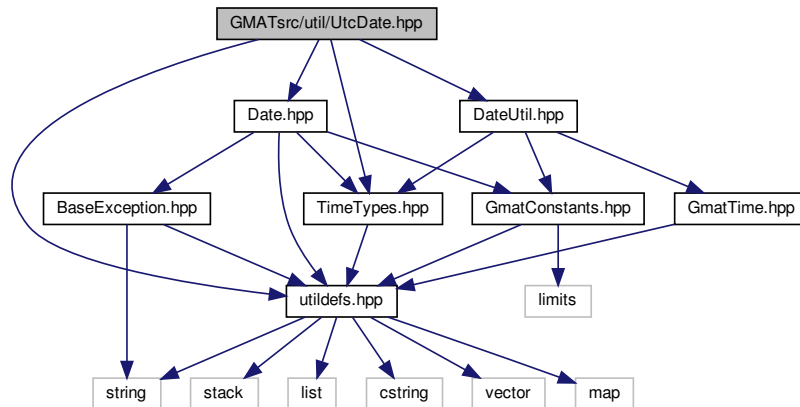 GMATsrc/util/UtcDate.hpp
Date.hpp
DateUtil.hpp
BaseException.hpp
TimeTypes.hpp
GmatConstants.hpp
GmatTime.hpp
utildefs.hpp
limits
string
stack
list
cstring
vector
map